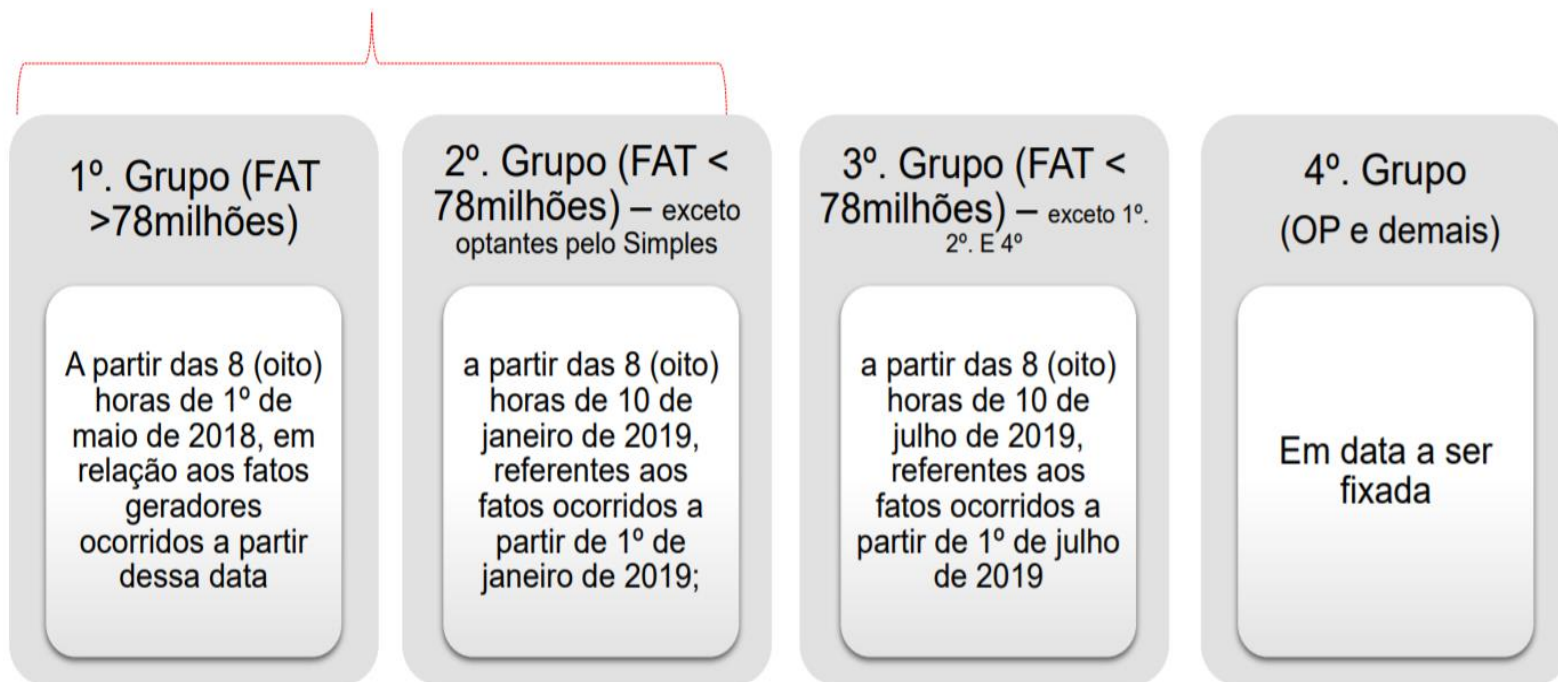 1º. Grupo (FAT
>78milhões)
A partir das 8 (oito)
horas de 1º de
maio de 2018, em
relação aos fatos
geradores
ocorridos a partir
dessa data
2º. Grupo (FAT <
78milhões) – exceto
optantes pelo Simples
a partir das 8 (oito)
horas de 10 de
janeiro de 2019,
referentes aos
fatos ocorridos a
partir de 1º de
janeiro de 2019;
3º. Grupo (FAT <
78milhões) – exceto 1º.
2º. E 4º
a partir das 8 (oito)
horas de 10 de
julho de 2019,
referentes aos
fatos ocorridos a
partir de 1º de julho
de 2019
4º. Grupo
(OP e demais)
Em data a ser
fixada